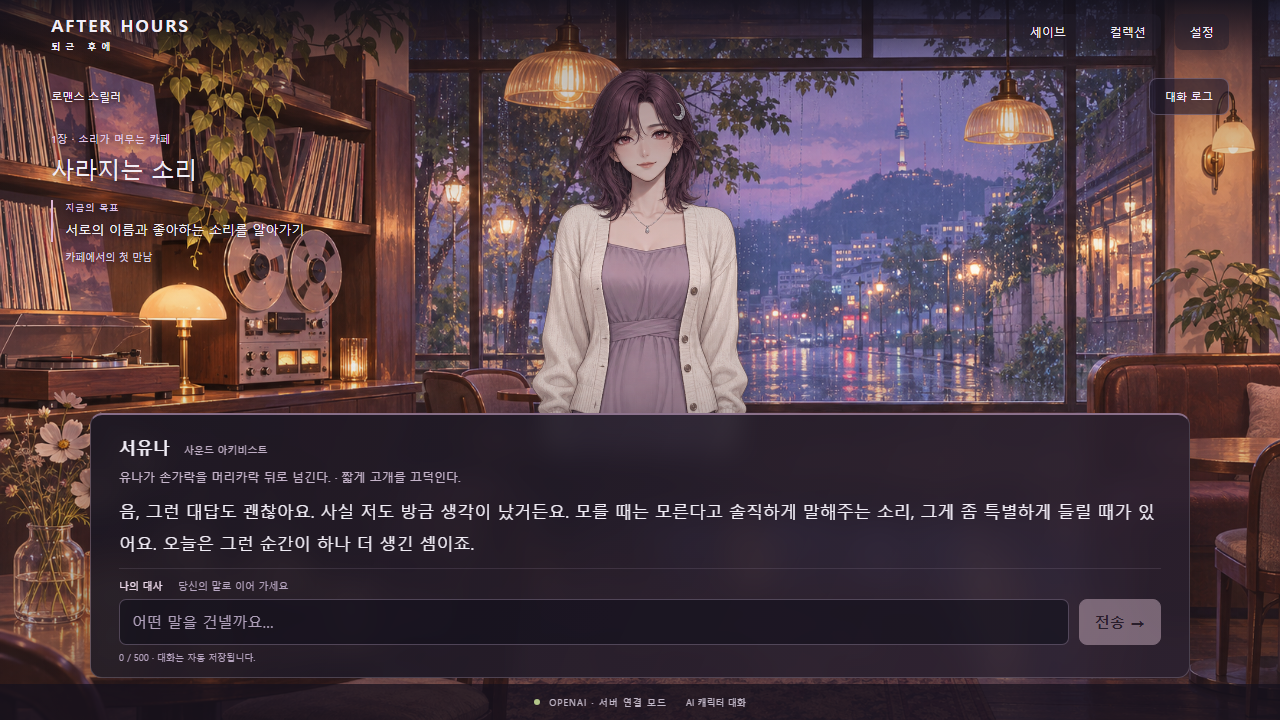 AFTER HOURS
퇴근 후에
세이브
컬렉션
설정
로맨스 스릴러
대화 로그
1장 · 소리가 머무는 카페
사라지는 소리
지금의 목표
서로의 이름과 좋아하는 소리를 알아가기
카페에서의 첫 만남
서유나 사운드 아키비스트
유나가 손가락을 머리카락 뒤로 넘긴다. · 짧게 고개를 끄덕인다.
음, 그런 대답도 괜찮아요. 사실 저도 방금 생각이 났거든요. 모를 때는 모른다고 솔직하게 말해주는 소리, 그게 좀 특별하게 들릴 때가 있
어요. 오늘은 그런 순간이 하나 더 생긴 셈이죠.
나의 대사 당신의 말로 이어 가세요
어떤 말을 건넬까요...
전송 →
0 / 500 · 대화는 자동 저장됩니다.
OPENAI · 서버 연결 모드 AI 캐릭터 대화